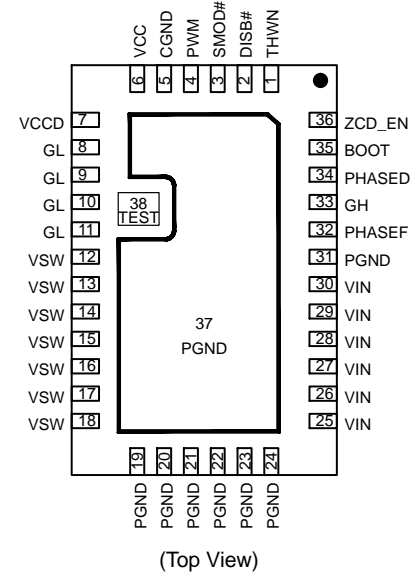 VCC
CGND
PWM
SMOD#
DISB#
THWN
6
5
4
3
2
1
VCCD 7
GL 8
GL 9
GL 10
GL 11
VSW 12
VSW 13
VSW 14
VSW 15
VSW 16
VSW 17
VSW 18
38
TEST
37
PGND
36 ZCD_EN
35 BOOT
34 PHASED
33 GH
32 PHASEF
31 PGND
30 VIN
29 VIN
28 VIN
27 VIN
26 VIN
25 VIN
19
20
21
22
23
24
PGND
PGND
PGND
PGND
PGND
PGND
(Top View)